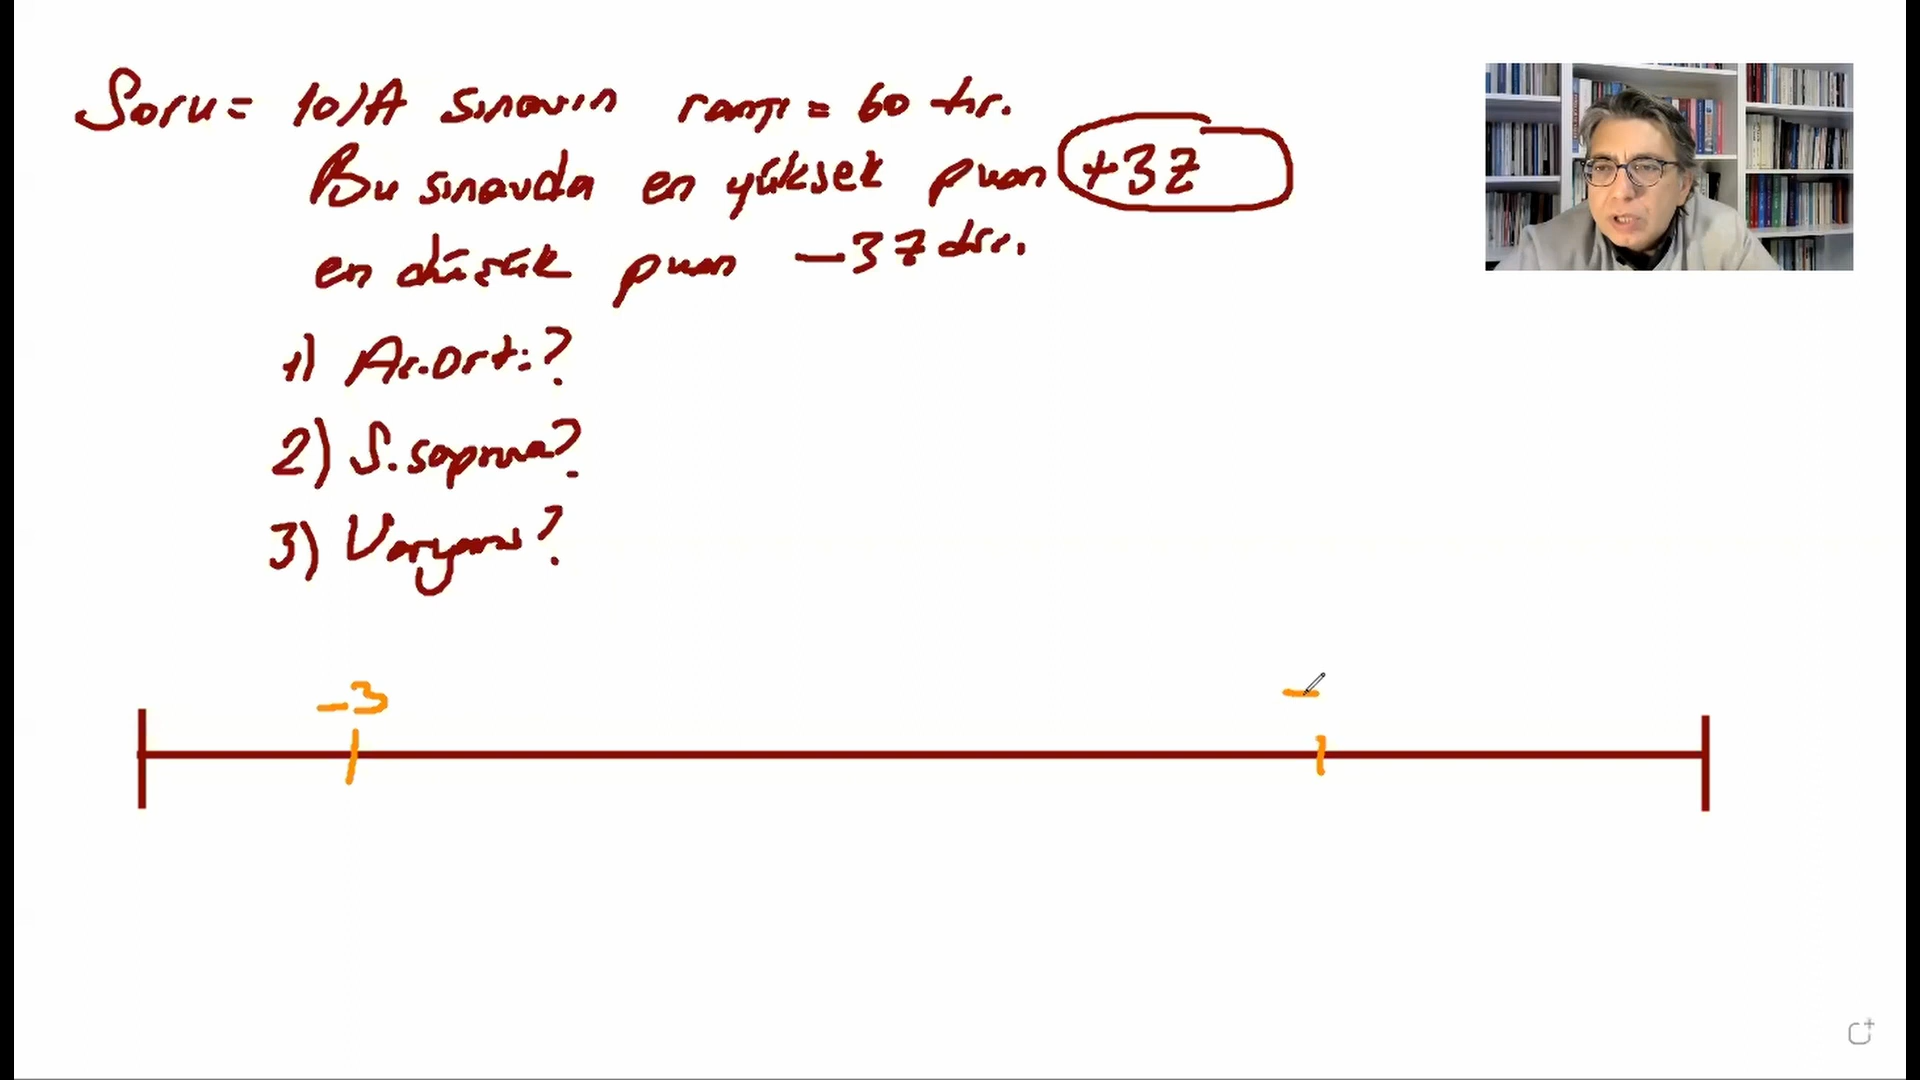 Soru = 10/A sınavın ranjı = 60 tır.
Bu sınavda en yüksek puan +3Z
en düşük puan -3Z dır.
1) Ar.Ort:?
2) S.sapma?
3) Varyans?
-3 -